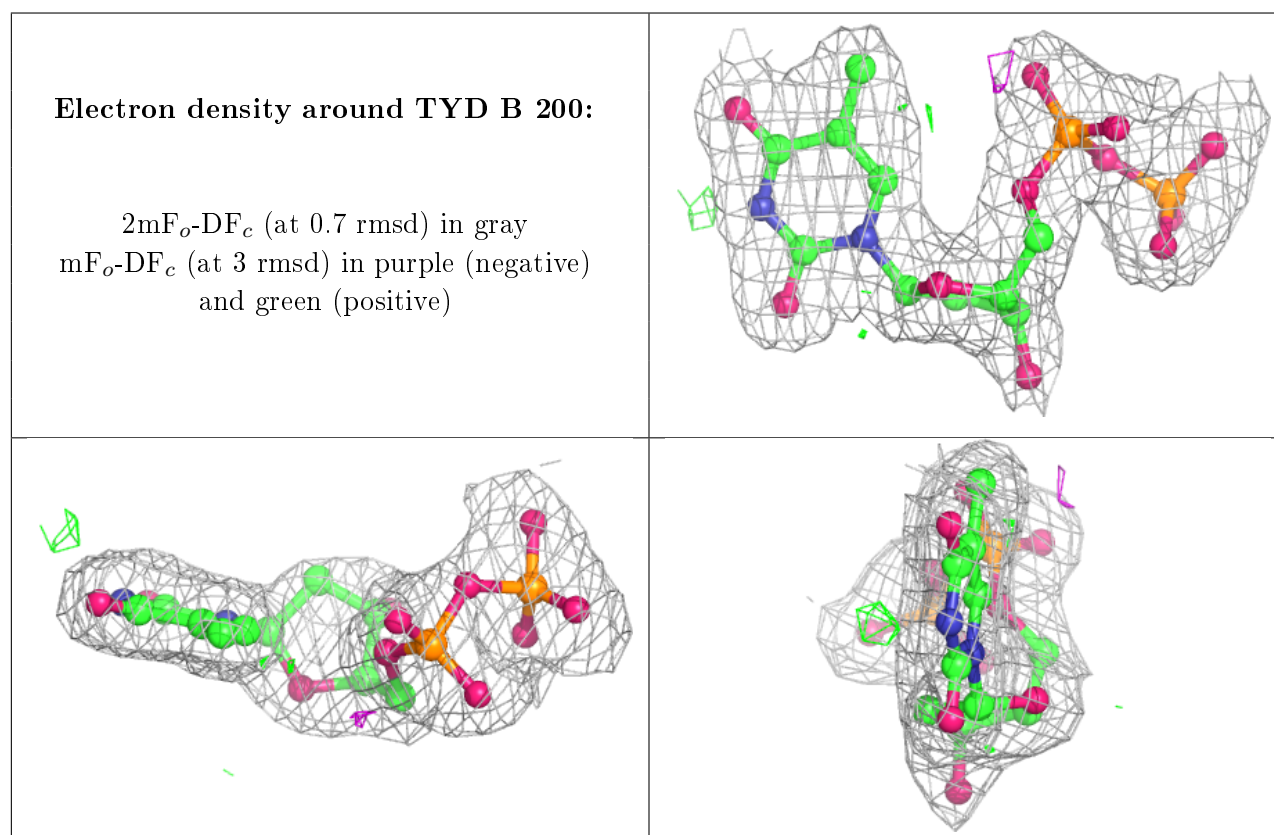 Electron density around TYD B 200:
2mFo-DFc (at 0.7 rmsd) in gray
mFo-DFc (at 3 rmsd) in purple (negative)
and green (positive)